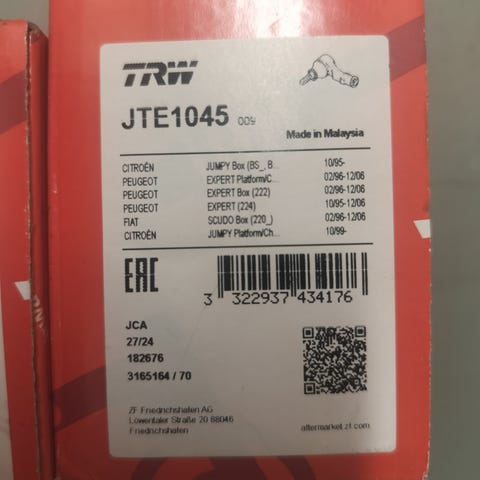 TRW
JTE1045 009
Made in Malaysia
CITROËN JUMPY Box (BS_, B... 10/95-
PEUGEOT EXPERT Platform/C... 02/96-12/06
PEUGEOT EXPERT Box (222) 02/96-12/06
PEUGEOT EXPERT (224) 10/95-12/06
FIAT SCUDO Box (220_) 02/96-12/06
CITROËN JUMPY Platform/Ch... 10/99-
EAC
3 322937 434176
JCA
27/24
182676
3165164 / 70
ZF Friedrichshafen AG
Löwentaler Straße 20 88046
Friedrichshafen
aftermarket.zf.com